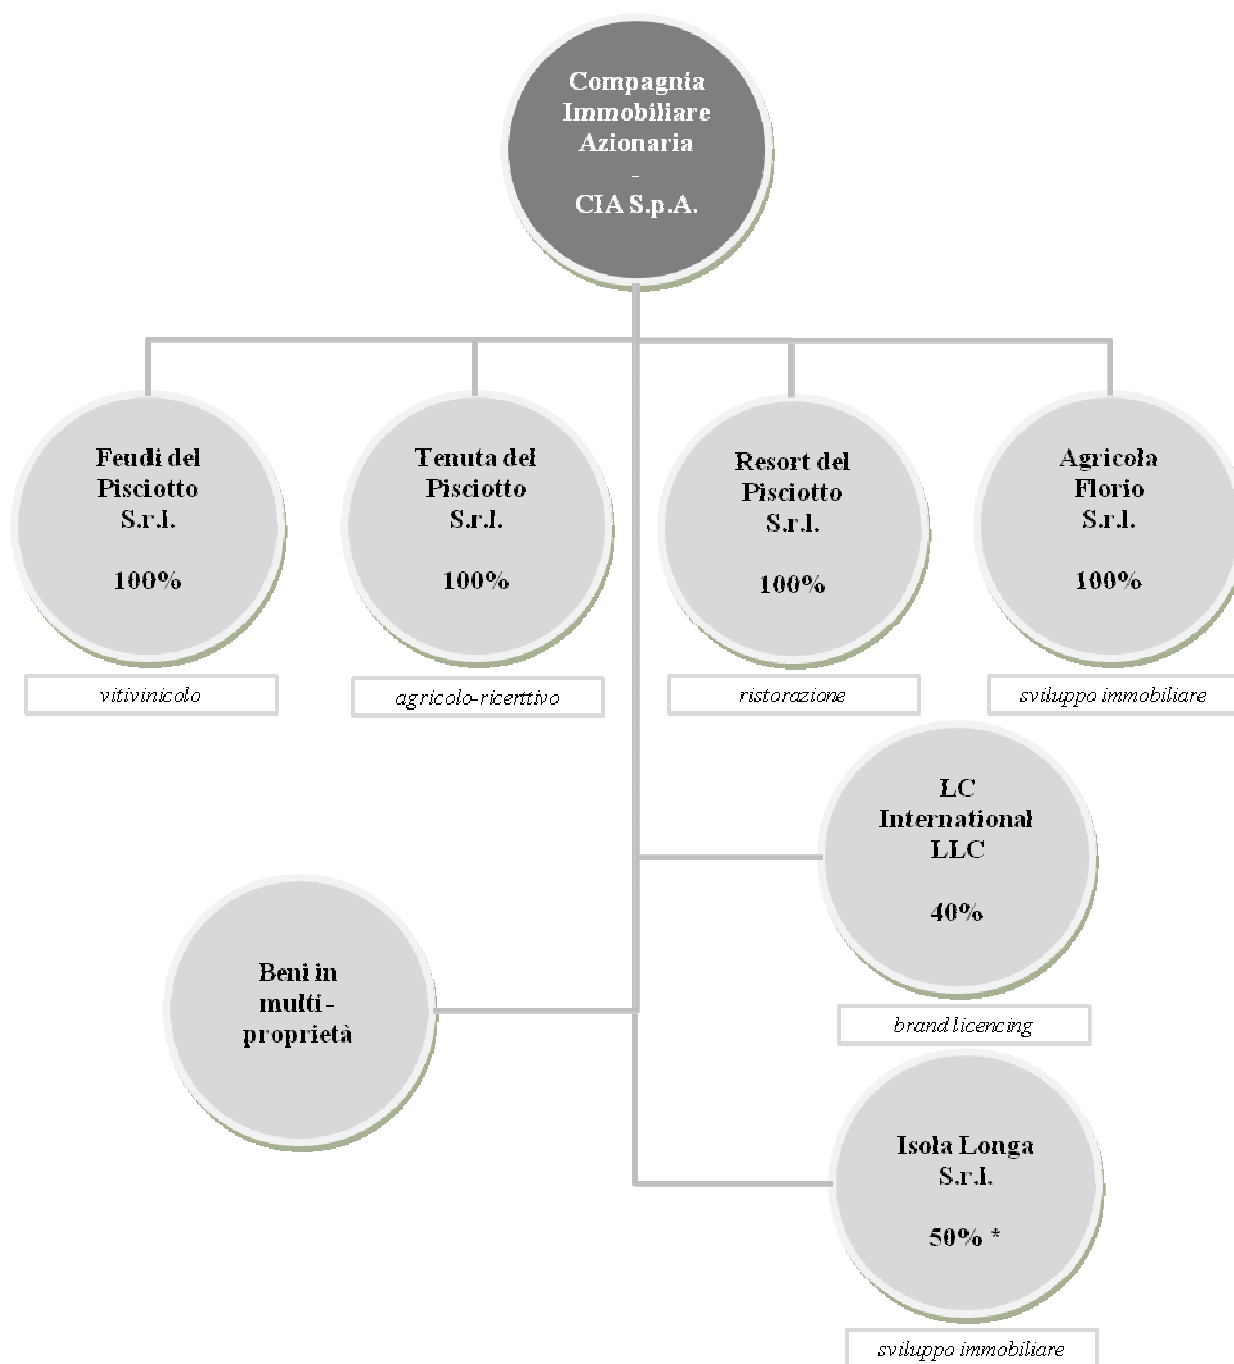 Compagnia
Immobiliare
Azionaria
-
CIA S.p.A.
Feudi del
Pisciotto
S.r.l.
100%
vitivinicolo
Tenuta del
Pisciotto
S.r.l.
100%
agricolo-ricerttivo
Resort del
Pisciotto
S.r.l.
100%
ristorazione
Agricola
Florio
S.r.l.
100%
sviluppo immobiliare
LC
International
LLC
40%
brand licencing
Beni in
multi-
proprietà
Isola Longa
S.r.l.
50% *
sviluppo immobiliare